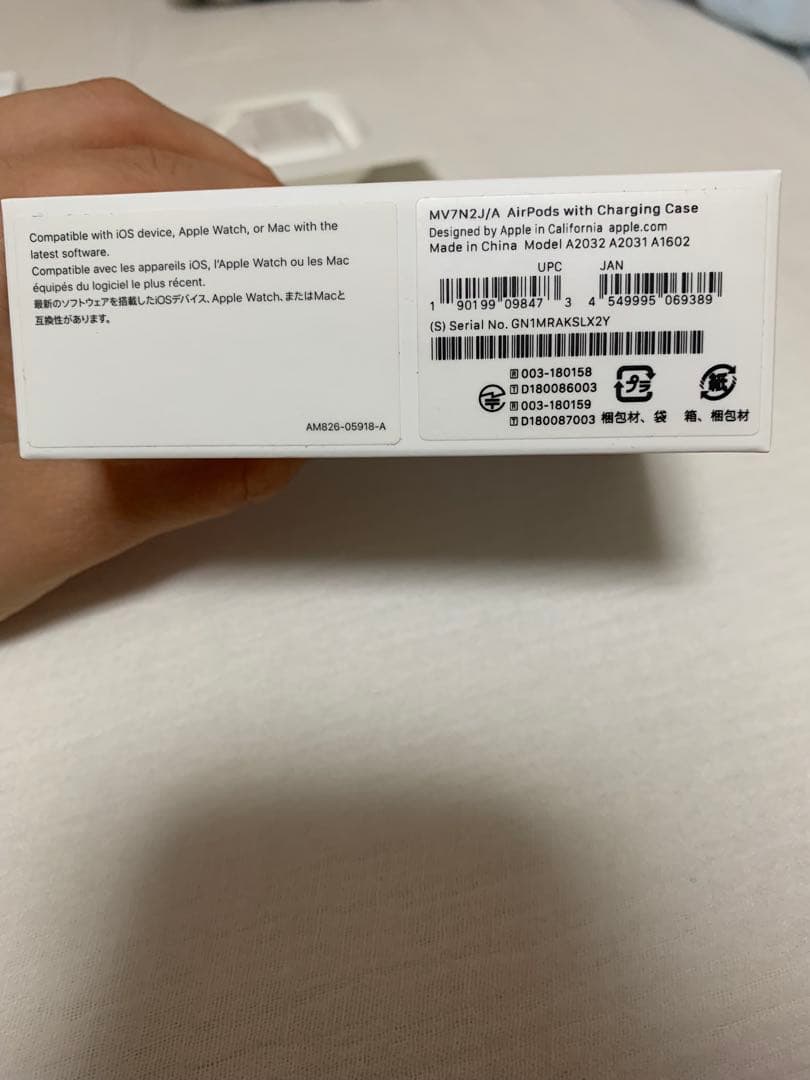 Compatible with iOS device, Apple Watch, or Mac with the
latest software.
Compatible avec les appareils iOS, l'Apple Watch ou les Mac
équipés du logiciel le plus récent.
最新のソフトウェアを搭載したiOSデバイス、Apple Watch、またはMacと
互換性があります。
AM826-05918-A
MV7N2J/A AirPods with Charging Case
Designed by Apple in California apple.com
Made in China Model A2032 A2031 A1602
UPC JAN
1 90199 09847 3 4 549995 069389
(S) Serial No. GN1MRAKSLX2Y
R 003-180158
T D180086003
R 003-180159
T D180087003
プラ
梱包材、袋
紙
箱、梱包材